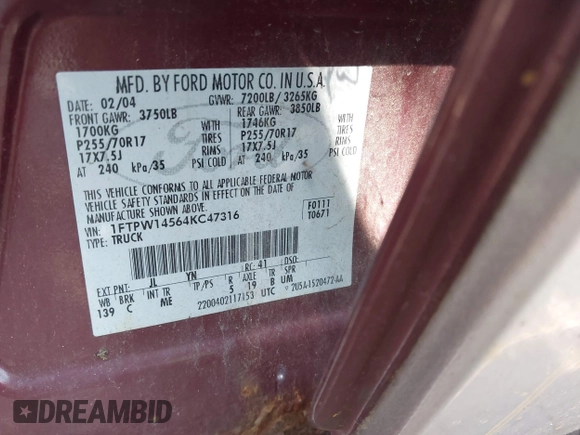 MFD. BY FORD MOTOR CO. IN U.S.A.
DATE: 02/04 GVWR: 7200LB/ 3265KG
FRONT GAWR: 3750LB REAR GAWR: 3850LB
1700KG WITH 1746KG WITH
P255/70R17 TIRES P255/70R17 TIRES
17X7.5J RIMS 17X7.5J RIMS
AT 240 kPa/35 PSI COLD AT 240 kPa/35 PSI COLD
THIS VEHICLE CONFORMS TO ALL APPLICABLE FEDERAL MOTOR
VEHICLE SAFETY STANDARDS IN EFFECT ON THE DATE OF
MANUFACTURE SHOWN ABOVE.
VIN: 1FTPW14564KC47316 F0111
TYPE: TRUCK T0671
EXT PNT: JL YN RC: 41 DSO:
WB BRK INT TR TP/PS R AXLE TR SPR
139 C ME 5 19 B UM
2200402117153 UTC 2U5A-1520472-AA
Ford
DREAMBID